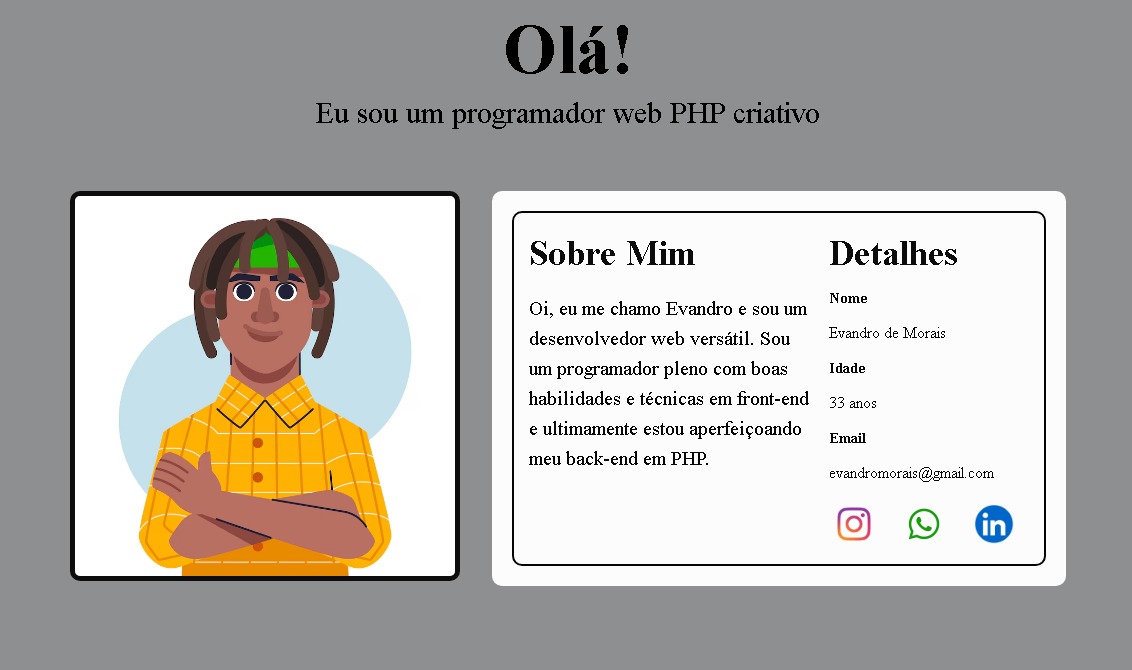 Olá!
Eu sou um programador web PHP criativo
Sobre Mim
Oi, eu me chamo Evandro e sou um
desenvolvedor web versátil. Sou
um programador pleno com boas
habilidades e técnicas em front-end
e ultimamente estou aperfeiçoando
meu back-end em PHP.
Detalhes
Nome
Evandro de Morais
Idade
33 anos
Email
evandromorais@gmail.com
in